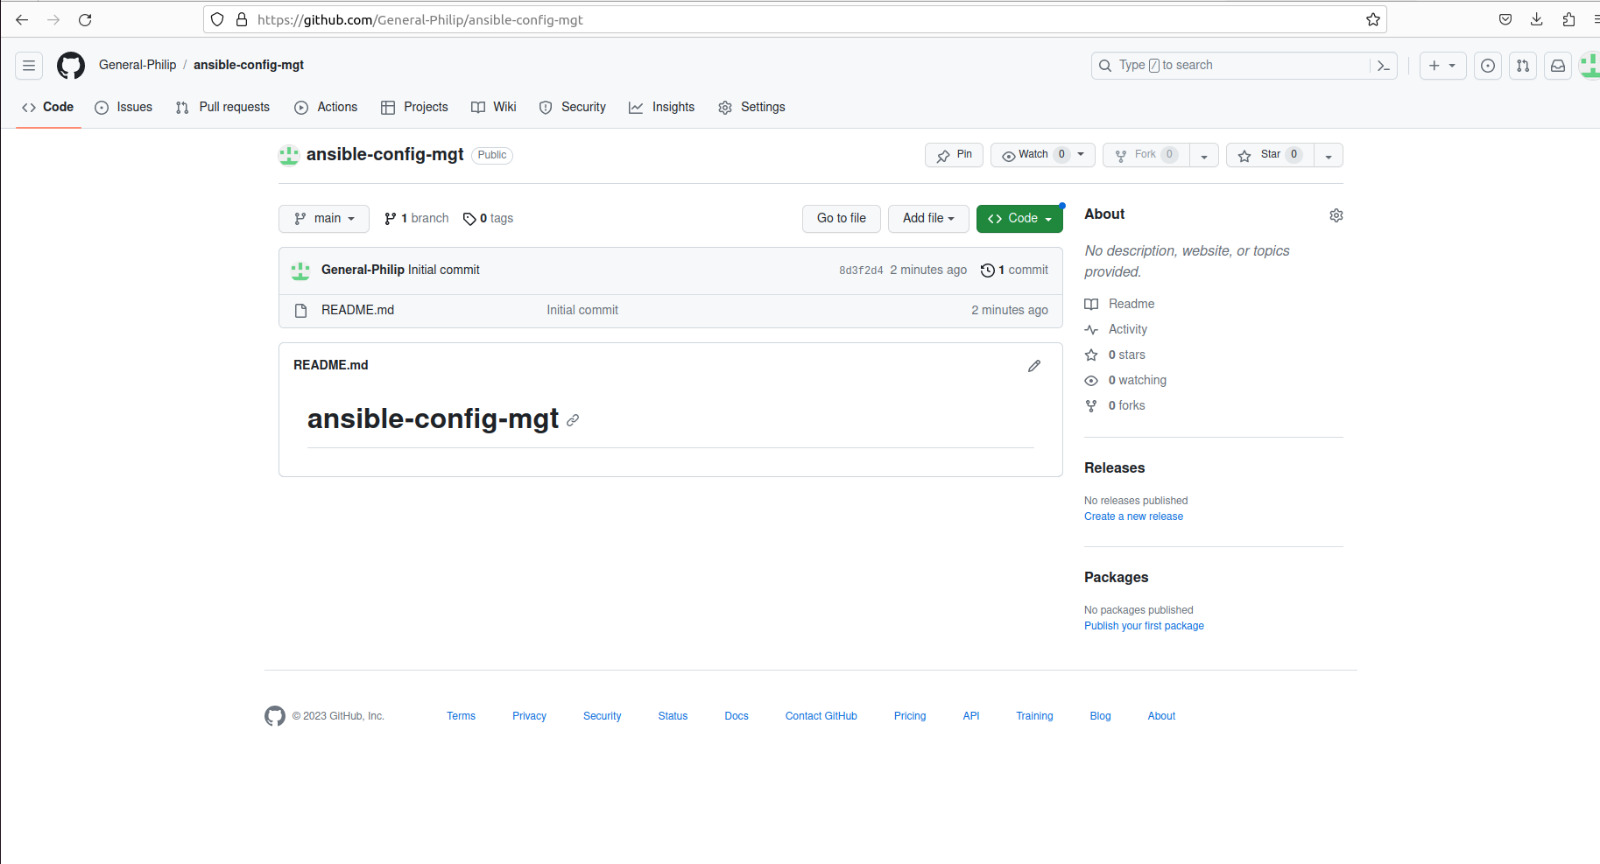 https://github.com/General-Philip/ansible-config-mgt
General-Philip / ansible-config-mgt
Type / to search
Code Issues Pull requests Actions Projects Wiki Security Insights Settings
ansible-config-mgt Public
Pin Watch 0 Fork 0 Star 0
main 1 branch 0 tags Go to file Add file Code
General-Philip Initial commit 8d3f2d4 2 minutes ago 1 commit
README.md Initial commit 2 minutes ago
README.md
ansible-config-mgt
About
No description, website, or topics
provided.
Readme
Activity
0 stars
0 watching
0 forks
Releases
No releases published
Create a new release
Packages
No packages published
Publish your first package
© 2023 GitHub, Inc. Terms Privacy Security Status Docs Contact GitHub Pricing API Training Blog About